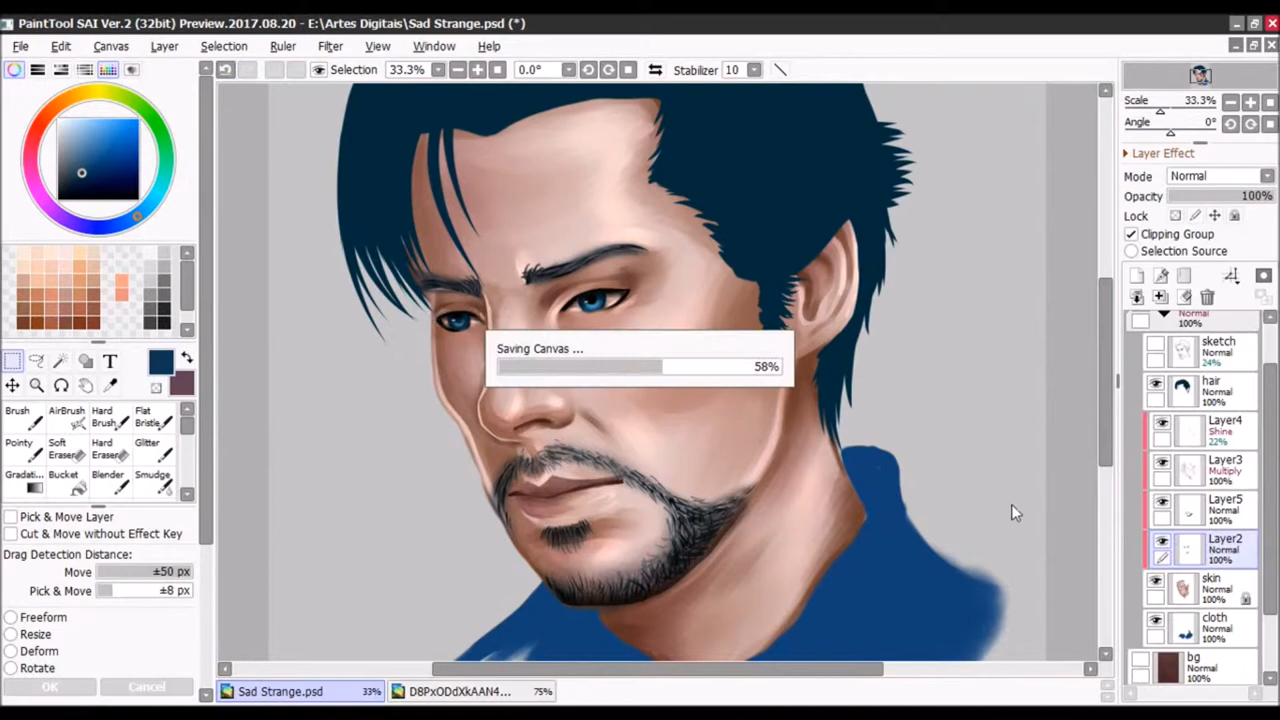 PaintTool SAI Ver.2 (32bit) Preview.2017.08.20 - E:\Artes Digitais\Sad Strange.psd (*)
File Edit Canvas Layer Selection Ruler Filter View Window Help
Selection 33.3% 0.0° Stabilizer 10
Scale 33.3%
Angle 0°
Layer Effect
Mode Normal
Opacity 100%
Lock
Clipping Group
Selection Source
Normal
100%
sketch
Normal
24%
hair
Normal
100%
Layer4
Shine
22%
Layer3
Multiply
100%
Layer5
Normal
100%
Layer2
Normal
100%
skin
Normal
100%
cloth
Normal
100%
bg
Normal
100%
Saving Canvas ...
58%
T
Brush AirBrush Hard Brush Flat Bristle
Pointy Soft Eraser Hard Eraser Glitter
Gradati... Bucket Blender Smudge
Pick & Move Layer
Cut & Move without Effect Key
Drag Detection Distance:
Move ±50 px
Pick & Move ±8 px
Freeform
Resize
Deform
Rotate
OK Cancel
Sad Strange.psd 33% D8PxODdXkAAN4... 75%